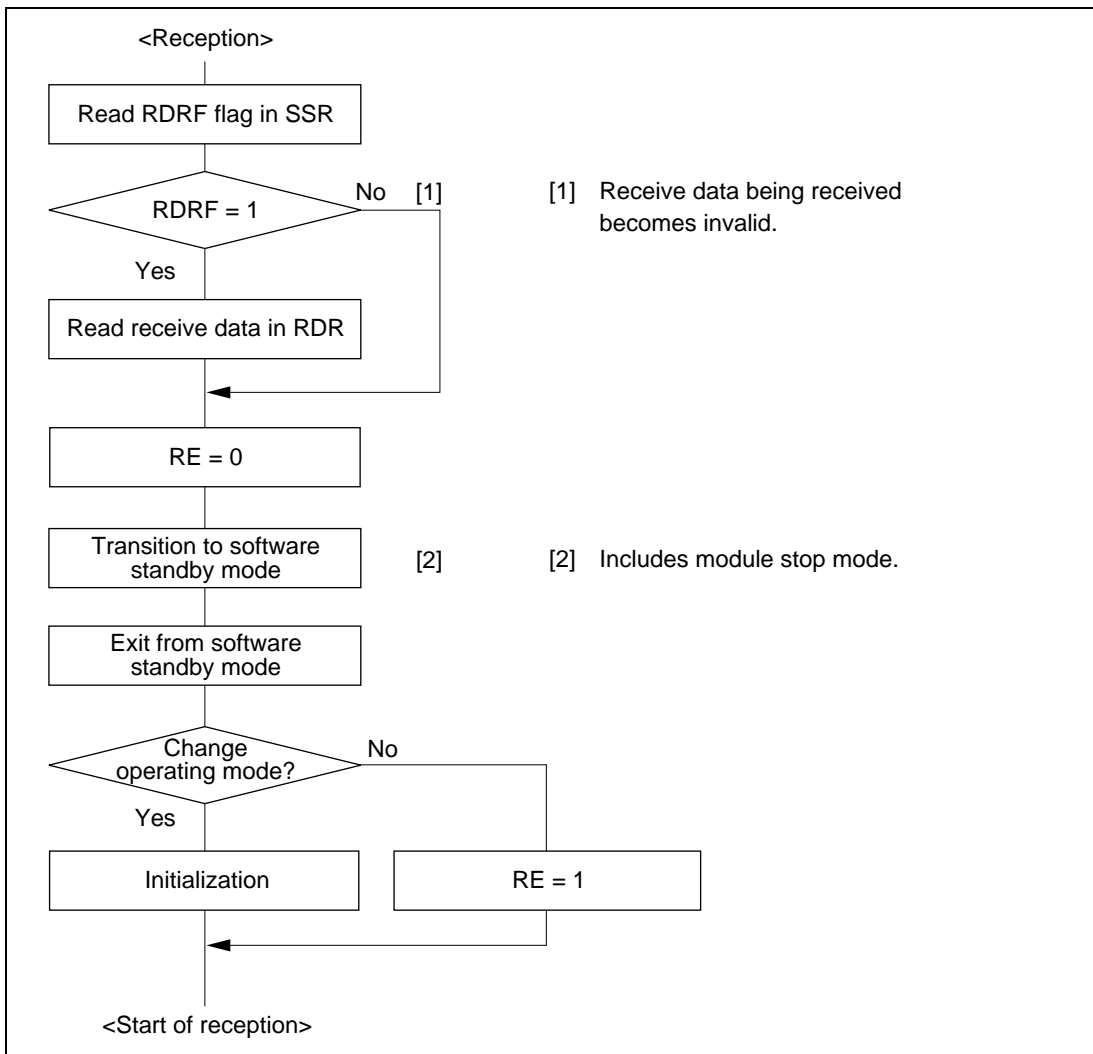 <Reception>
Read RDRF flag in SSR
RDRF = 1
No [1]
[1] Receive data being received
becomes invalid.
Yes
Read receive data in RDR
RE = 0
Transition to software
standby mode
[2]
[2] Includes module stop mode.
Exit from software
standby mode
Change
operating mode?
No
Yes
Initialization
RE = 1
<Start of reception>